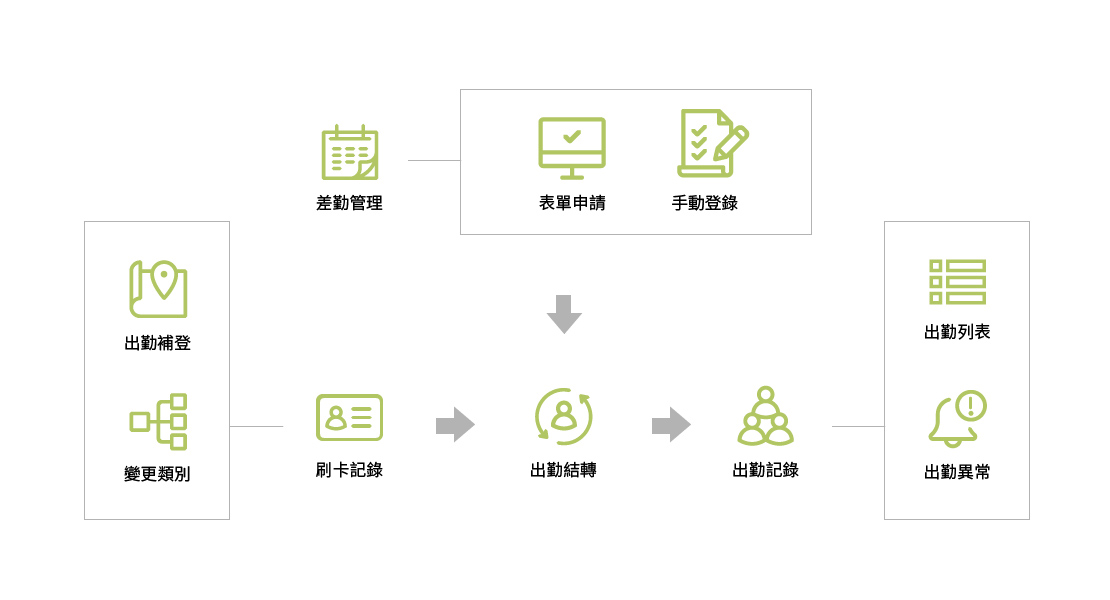 差勤管理
表單申請
手動登錄
出勤補登
變更類別
刷卡記錄
出勤結轉
出勤記錄
出勤列表
出勤異常